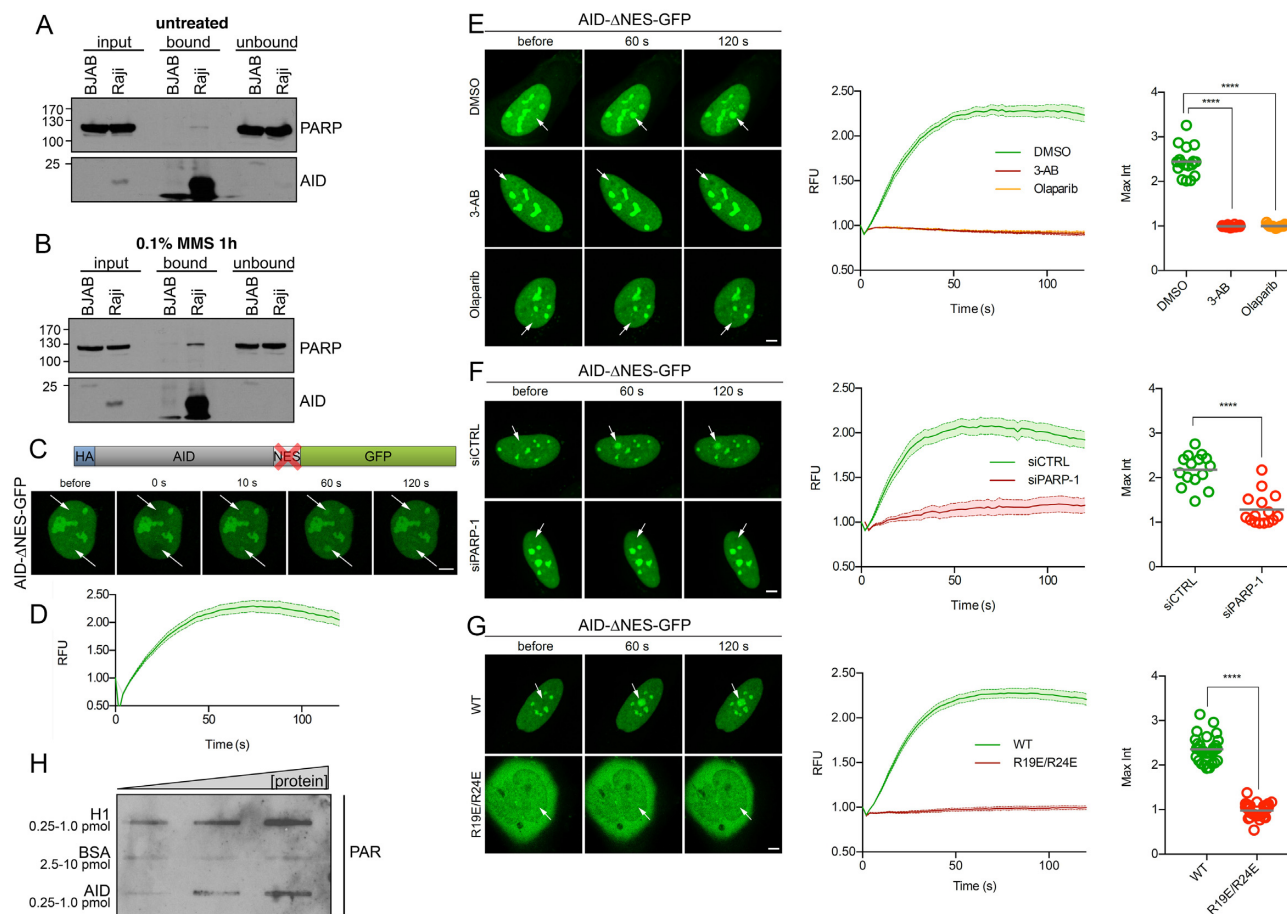 A
untreated
input bound unbound
BJAB Raji BJAB Raji BJAB Raji
170
130
100
PARP
25
AID
B
0.1% MMS 1h
input bound unbound
BJAB Raji BJAB Raji BJAB Raji
170
130
100
PARP
25
AID
C
HA AID NES GFP
AID-ΔNES-GFP
before 0 s 10 s 60 s 120 s
D
RFU
2.50
2.00
1.50
1.00
0.50
0 50 100
Time (s)
H
[protein]
H1
0.25-1.0 pmol
BSA
2.5-10 pmol
AID
0.25-1.0 pmol
PAR
E
AID-ΔNES-GFP
before 60 s 120 s
DMSO
3-AB
Olaparib
RFU
2.50
2.00
1.50
1.00
0.50
DMSO
3-AB
Olaparib
0 50 100
Time (s)
Max Int
4
3
2
1
0
****
****
DMSO 3-AB Olaparib
F
AID-ΔNES-GFP
before 60 s 120 s
siCTRL
siPARP-1
RFU
2.50
2.00
1.50
1.00
0.50
siCTRL
siPARP-1
0 50 100
Time (s)
Max Int
4
3
2
1
0
****
siCTRL siPARP-1
G
AID-ΔNES-GFP
before 60 s 120 s
WT
R19E/R24E
RFU
2.50
2.00
1.50
1.00
0.50
WT
R19E/R24E
0 50 100
Time (s)
Max Int
4
3
2
1
0
****
WT R19E/R24E